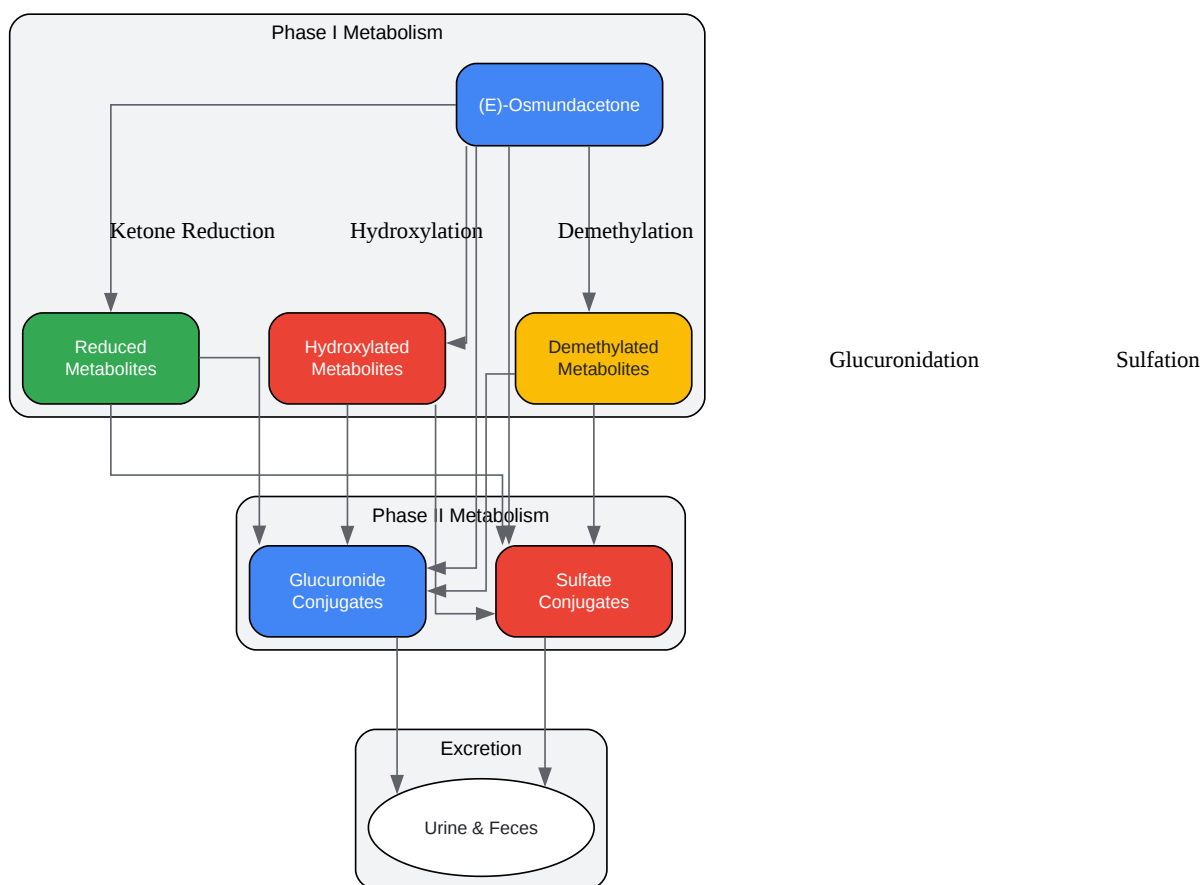 Phase I Metabolism
(E)-Osmundacetone
Ketone Reduction
Hydroxylation
Demethylation
Reduced
Metabolites
Hydroxylated
Metabolites
Demethylated
Metabolites
Glucuronidation
Sulfation
Phase II Metabolism
Glucuronide
Conjugates
Sulfate
Conjugates
Excretion
Urine & Feces